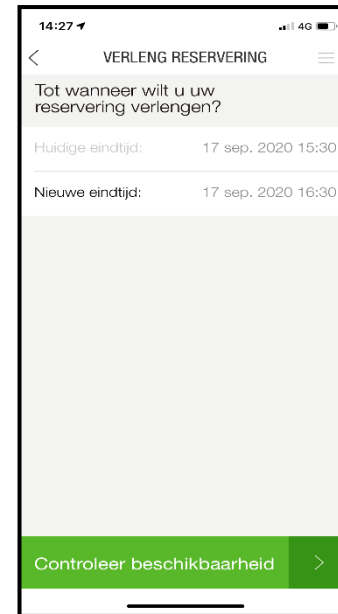 14:27 4G
VERLENG RESERVERING
Tot wanneer wilt u uw
reservering verlengen?
Huidige eindtijd: 17 sep. 2020 15:30
Nieuwe eindtijd: 17 sep. 2020 16:30
Controleer beschikbaarheid